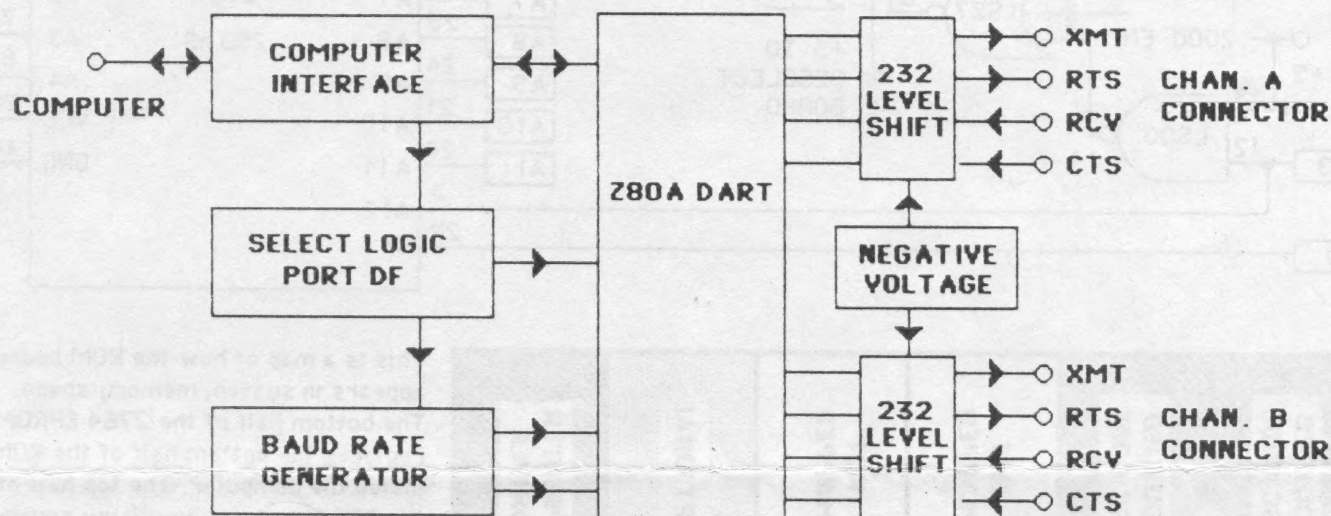 COMPUTER
COMPUTER
INTERFACE
SELECT LOGIC
PORT DF
BAUD RATE
GENERATOR
Z80A DART
232
LEVEL
SHIFT
XMT
RTS
RCV
CTS
CHAN A
CONNECTOR
NEGATIVE
VOLTAGE
232
LEVEL
SHIFT
XMT
RTS
RCV
CTS
CHAN B
CONNECTOR